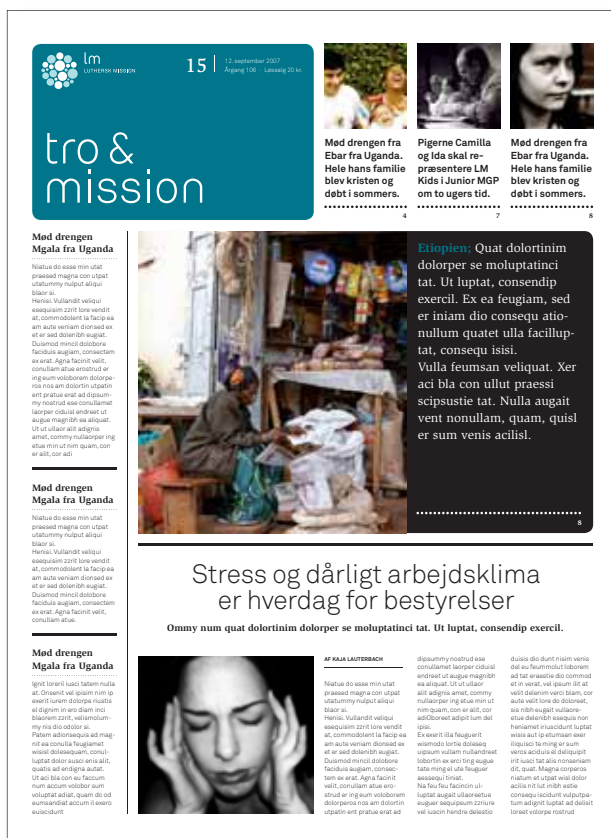 lm
LUTHERSK MISSION
15
12. september 2007
Årgang 106 · Løssalg 20 kr.
tro &
mission
Mød drengen fra
Ebar fra Uganda.
Hele hans familie
blev kristen og
døbt i sommers.
4
Pigerne Camilla
og Ida skal re-
præsentere LM
Kids i Junior MGP
om to ugers tid.
7
Mød drengen fra
Ebar fra Uganda.
Hele hans familie
blev kristen og
døbt i sommers.
8
Mød drengen
Mgala fra Uganda
Niatue do esse min utat
praesed magna con utpat
utatummy nulput aliqui
blaor si.
Henisi. Vullandit veliqui
esequisim zzrit lore vendit
at, commodolent la facip ea
am aute veniam dionsed ex
et er sed dolenibh eugiat.
Duismod mincil dolobore
faciduis augiam, consectem
ex erat. Agna facinit velit,
conullam atue erostrud er
ing eum voloborem dolorpe-
ros nos am dolortin utpatin
ent pratue erat ad dipsum-
my nostrud ese conullamet
laorper ciduisl endreet ut
augue magnibh ea aliquat.
Ut ut ullaor alit adignis
amet, commy nullaorper ing
etue min ut nim quam, con
er alit, cor adi
Mød drengen
Mgala fra Uganda
Niatue do esse min utat
praesed magna con utpat
utatummy nulput aliqui
blaor si.
Henisi. Vullandit veliqui
esequisim zzrit lore vendit
at, commodolent la facip ea
am aute veniam dionsed ex
et er sed dolenibh eugiat.
Duismod mincil dolobore
faciduis augiam, consectem
ex erat. Agna facinit velit,
conullam atue.
Mød drengen
Mgala fra Uganda
Ignit loreril iusci tatem nulla
at. Onsenit vel ipisim nim ip
exerit iurem dolorpe riustis
el dignim in ero diam inci
blaorem zzrit, velismolum-
my nis dio odolor si.
Patem adionsequis ad mag-
nit ea conulla feugiamet
wisisl dolesequam, conul-
luptat dolor susci enis alit,
quatis ad endigna autat.
Ut aci bla con eu faccum
num accum volobor sum
voluptat adiat, quam do od
eumsandiat accum il exero
euiscidunt
Etiopien; Quat dolortinim
dolorper se moluptatinci
tat. Ut luptat, consendip
exercil. Ex ea feugiam, sed
er iniam dio consequ atio-
nullum quatet ulla facillup-
tat, consequ isisi.
Vulla feumsan veliquat. Xer
aci bla con ullut praessi
scipsustie tat. Nulla augait
vent nonullam, quam, quisl
er sum venis acilisl.
8
Stress og dårligt arbejdsklima
er hverdag for bestyrelser
Ommy num quat dolortinim dolorper se moluptatinci tat. Ut luptat, consendip exercil.
AF KAJA LAUTERBACH
Niatue do esse min utat
praesed magna con utpat
utatummy nulput aliqui
blaor si.
Henisi. Vullandit veliqui
esequisim zzrit lore vendit
at, commodolent la facip ea
am aute veniam dionsed ex
et er sed dolenibh eugiat.
Duismod mincil dolobore
faciduis augiam, consec-
tem ex erat. Agna facinit
velit, conullam atue ero-
strud er ing eum voloborem
dolorperos nos am dolortin
utpatin ent pratue erat ad
dipsummy nostrud ese
conullamet laorper ciduisl
endreet ut augue magnibh
ea aliquat. Ut ut ullaor
alit adignis amet, commy
nullaorper ing etue min ut
nim quam, con er alit, cor
adiOboreet adipit lum del
ipisi.
Ex exerit illa feuguerit
wismodo lortie doleseq
uipsum vullam nullandreet
lobortin ex erci ting eugue
tate ming el ute feuguer
aessequi tiniat.
Na feu feu facincin ul-
luptat augait ullaoreetue
euguer sequipsum zzriure
vel iuscin hendre delestio
duisis dio dunt nisim venis
del eu feummolut loborem
ad tat eraestie dio commod
et in verat, vel ipsum ilit at
velit delenim verci blam, cor
aute velit lore do doloreet,
sis nibh eugait vullaore-
etue delenibh esequis non
heniamet iriuscidunt luptat
wisis aut ip etumsan exer
iliquisci te ming er sum
veros aciduis el deliquipit
irit iusci tat alis nonseniam
dit, quat. Magna corperos
niatum et utpat wisl dolor
acilis nit lut inibh estie
consequ iscidunt vulputpa-
tum adignit luptat ad delisit
loreet volorpe rostrud